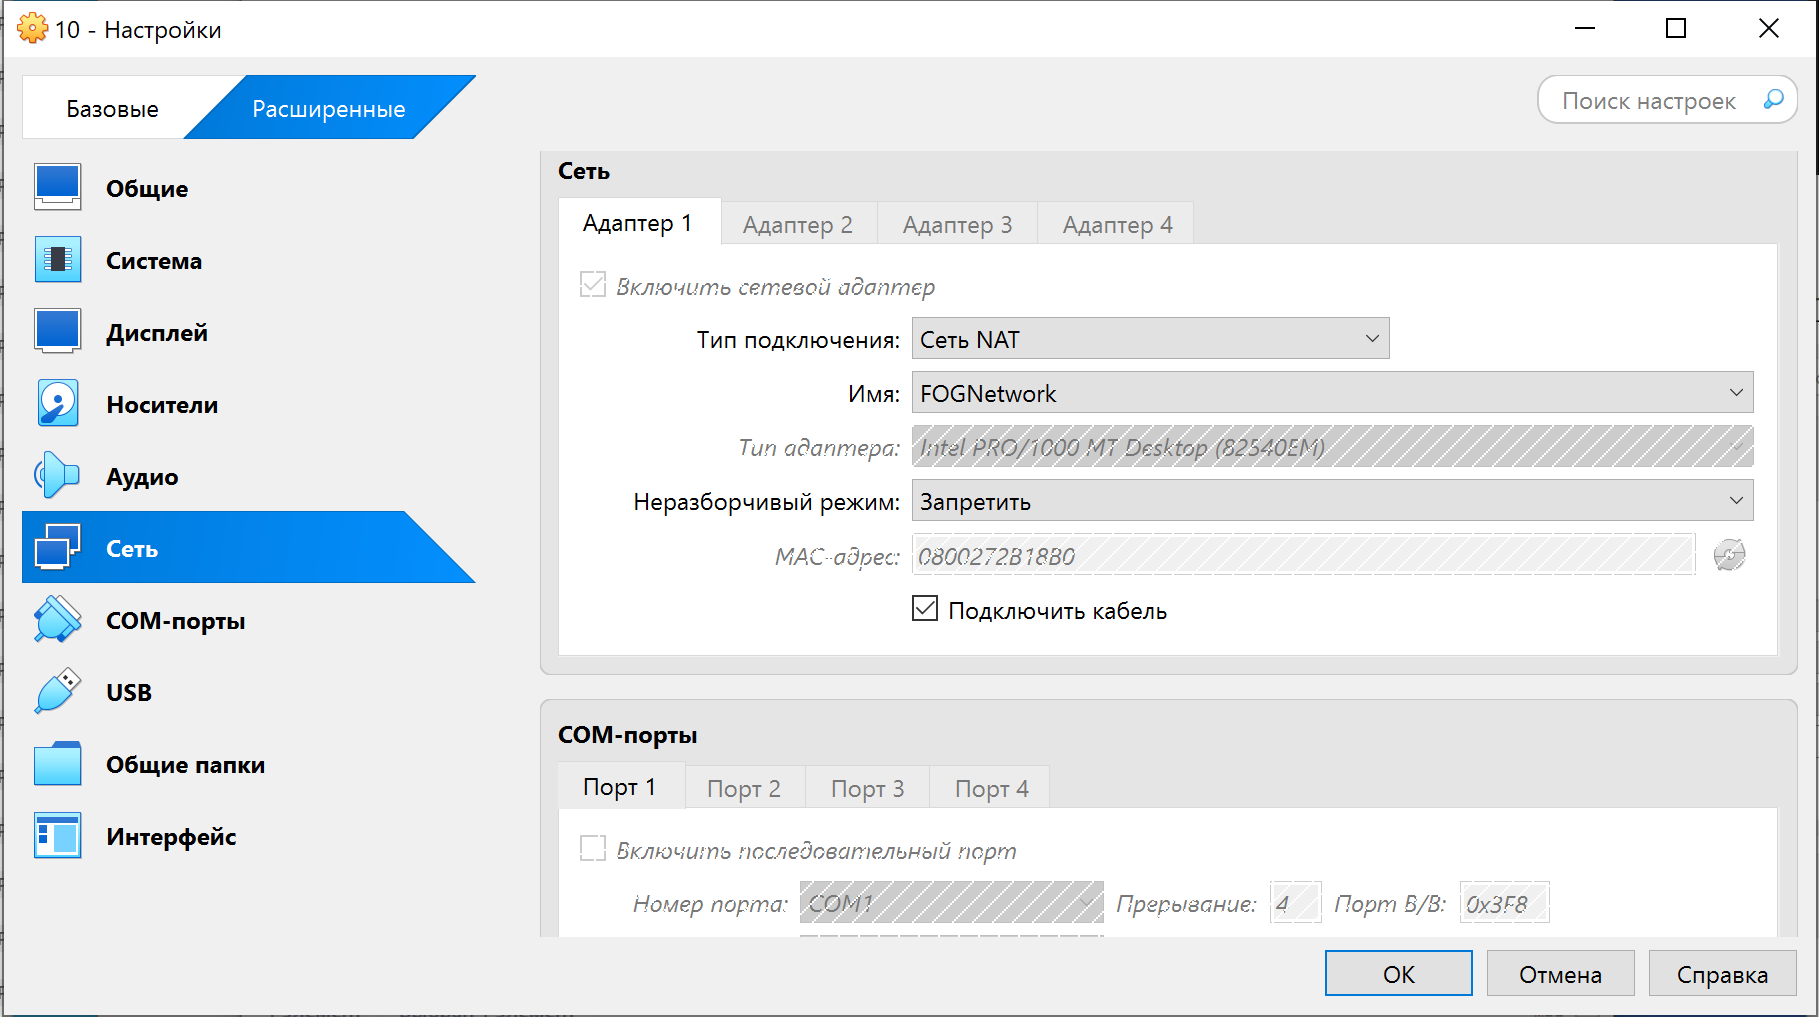 10 - Настройки
Базовые
Расширенные
Поиск настроек
Общие
Система
Дисплей
Носители
Аудио
Сеть
COM-порты
USB
Общие папки
Интерфейс
Сеть
Адаптер 1
Адаптер 2
Адаптер 3
Адаптер 4
Включить сетевой адаптер
Тип подключения: Сеть NAT
Имя: FOGNetwork
Тип адаптера: Intel PRO/1000 MT Desktop (82540EM)
Неразборчивый режим: Запретить
MAC-адрес: 0800272B18B0
Подключить кабель
COM-порты
Порт 1
Порт 2
Порт 3
Порт 4
Включить последовательный порт
Номер порта: COM1 Прерывание: 4 Порт В/В: 0x3F8
OK
Отмена
Справка